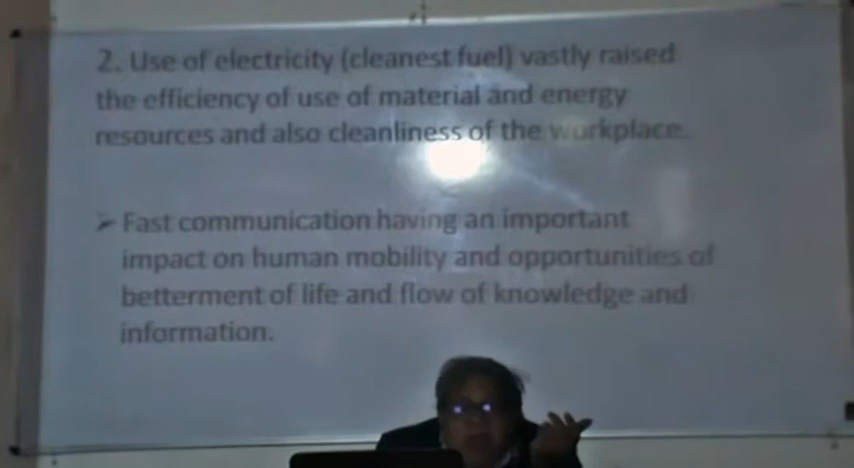 2. Use of electricity (cleanest fuel) vastly raised
the efficiency of use of material and energy
resources and also cleanliness of the workplace.
➢ Fast communication having an important
impact on human mobility and opportunities of
betterment of life and flow of knowledge and
information.